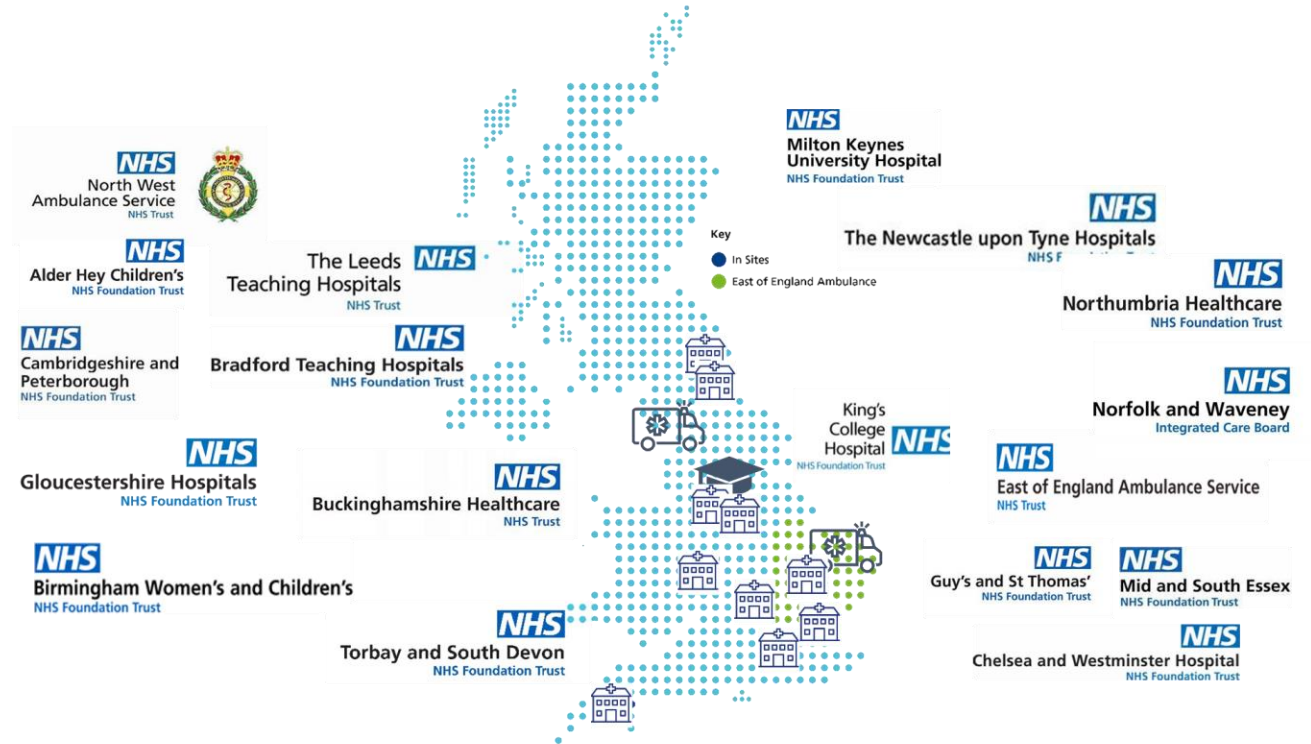 NHS
North West
Ambulance Service
NHS Trust
NHS
Alder Hey Children's
NHS Foundation Trust
The Leeds NHS
Teaching Hospitals
NHS Trust
NHS
Cambridgeshire and
Peterborough
NHS Foundation Trust
NHS
Bradford Teaching Hospitals
NHS Foundation Trust
NHS
Gloucestershire Hospitals
NHS Foundation Trust
NHS
Buckinghamshire Healthcare
NHS Trust
NHS
Birmingham Women's and Children's
NHS Foundation Trust
NHS
Torbay and South Devon
NHS Foundation Trust
Key
In Sites
East of England Ambulance
NHS
Milton Keynes
University Hospital
NHS Foundation Trust
NHS
The Newcastle upon Tyne Hospitals
NHS
NHS
Northumbria Healthcare
NHS Foundation Trust
NHS
Norfolk and Waveney
Integrated Care Board
King's
College
Hospital NHS
NHS Foundation Trust
NHS
East of England Ambulance Service
NHS Trust
NHS
Guy's and St Thomas'
NHS Foundation Trust
NHS
Mid and South Essex
NHS Foundation Trust
NHS
Chelsea and Westminster Hospital
NHS Foundation Trust